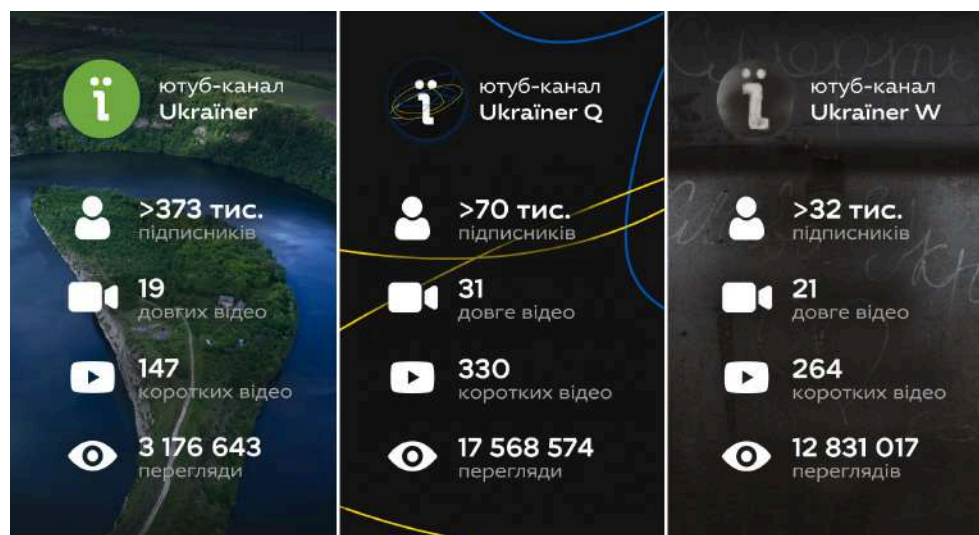 ї
ютуб-канал
Ukraïner
>373 тис.
підписників
19
довгих відео
147
коротких відео
3 176 643
перегляди
ї
ютуб-канал
Ukraïner Q
>70 тис.
підписників
31
довге відео
330
коротких відео
17 568 574
перегляди
ї
ютуб-канал
Ukraïner W
>32 тис.
підписників
21
довге відео
264
коротких відео
12 831 017
переглядів